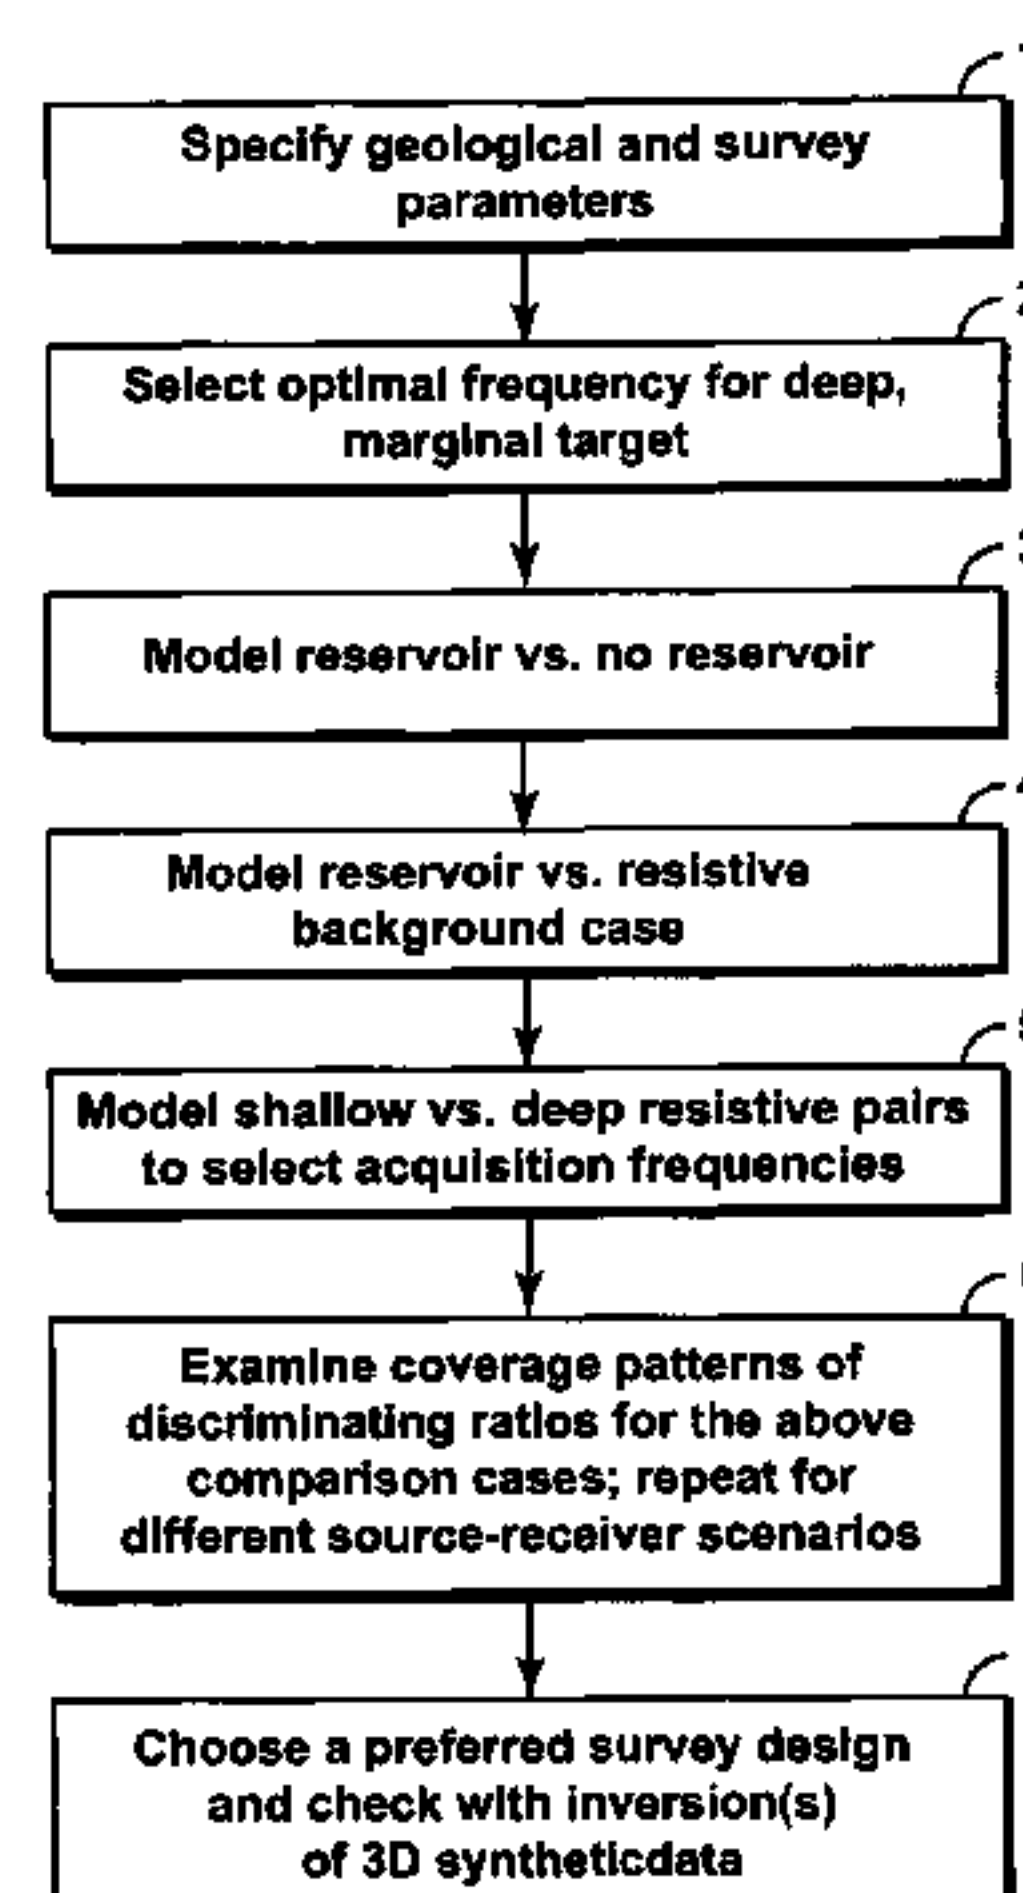 Specify geological and survey
parameters
Select optimal frequency for deep,
marginal target
Model reservoir vs. no reservoir
Model reservoir vs. resistive
background case
Model shallow vs. deep resistive pairs
to select acquisition frequencies
Examine coverage patterns of
discriminating ratios for the above
comparison cases; repeat for
different source-receiver scenarios
Choose a preferred survey design
and check with inversion(s)
of 3D syntheticdata